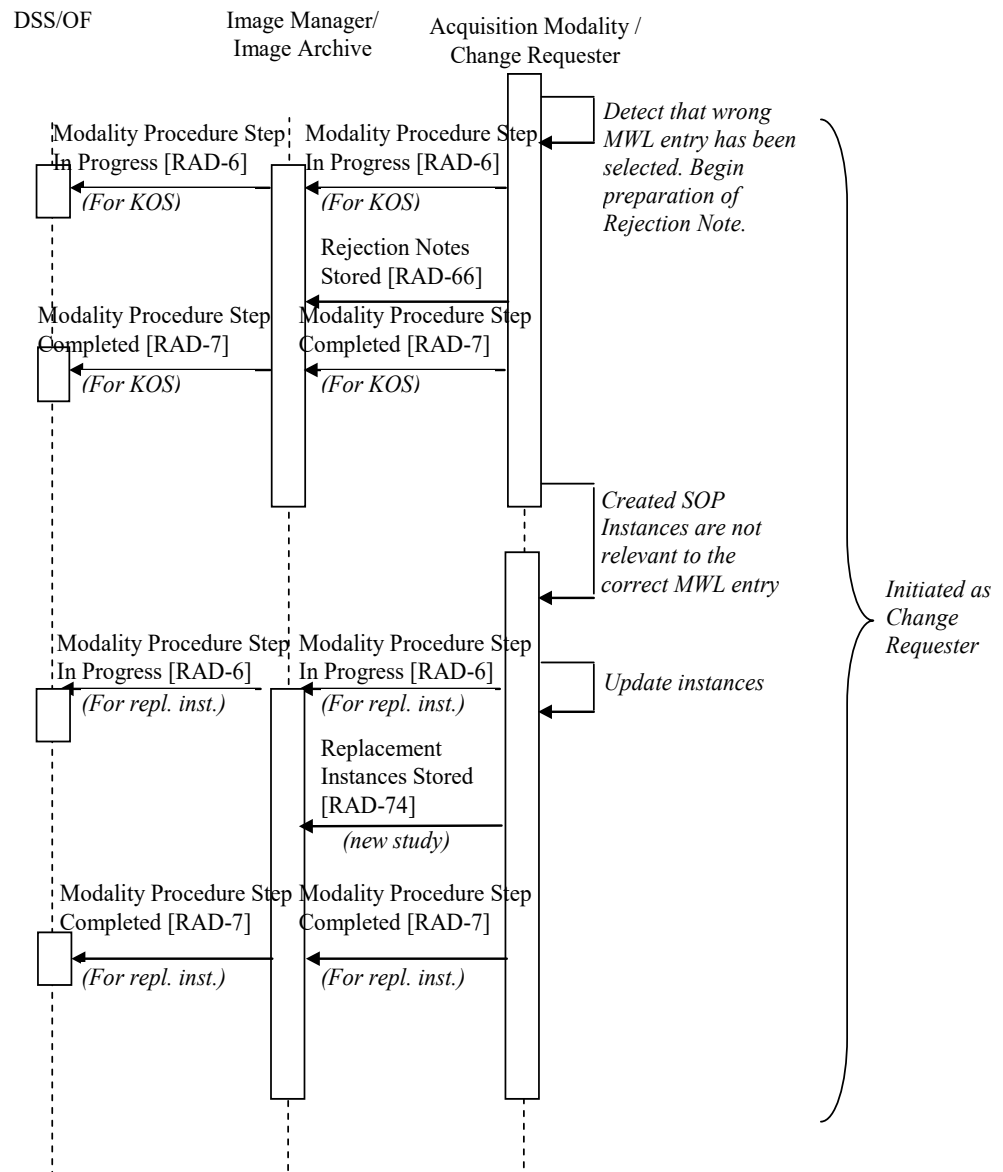 DSS/OF
Image Manager/
Image Archive
Acquisition Modality /
Change Requester
Detect that wrong
MWL entry has been
selected. Begin
preparation of
Rejection Note.
Modality Procedure Step
In Progress [RAD-6]
(For KOS)
Modality Procedure Step
In Progress [RAD-6]
(For KOS)
Rejection Notes
Stored [RAD-66]
Modality Procedure Step
Completed [RAD-7]
(For KOS)
Modality Procedure Step
Completed [RAD-7]
(For KOS)
Created SOP
Instances are not
relevant to the
correct MWL entry
Initiated as
Change
Requester
Modality Procedure Step
In Progress [RAD-6]
(For repl. inst.)
Modality Procedure Step
In Progress [RAD-6]
(For repl. inst.)
Update instances
Replacement
Instances Stored
[RAD-74]
(new study)
Modality Procedure Step
Completed [RAD-7]
(For repl. inst.)
Modality Procedure Step
Completed [RAD-7]
(For repl. inst.)